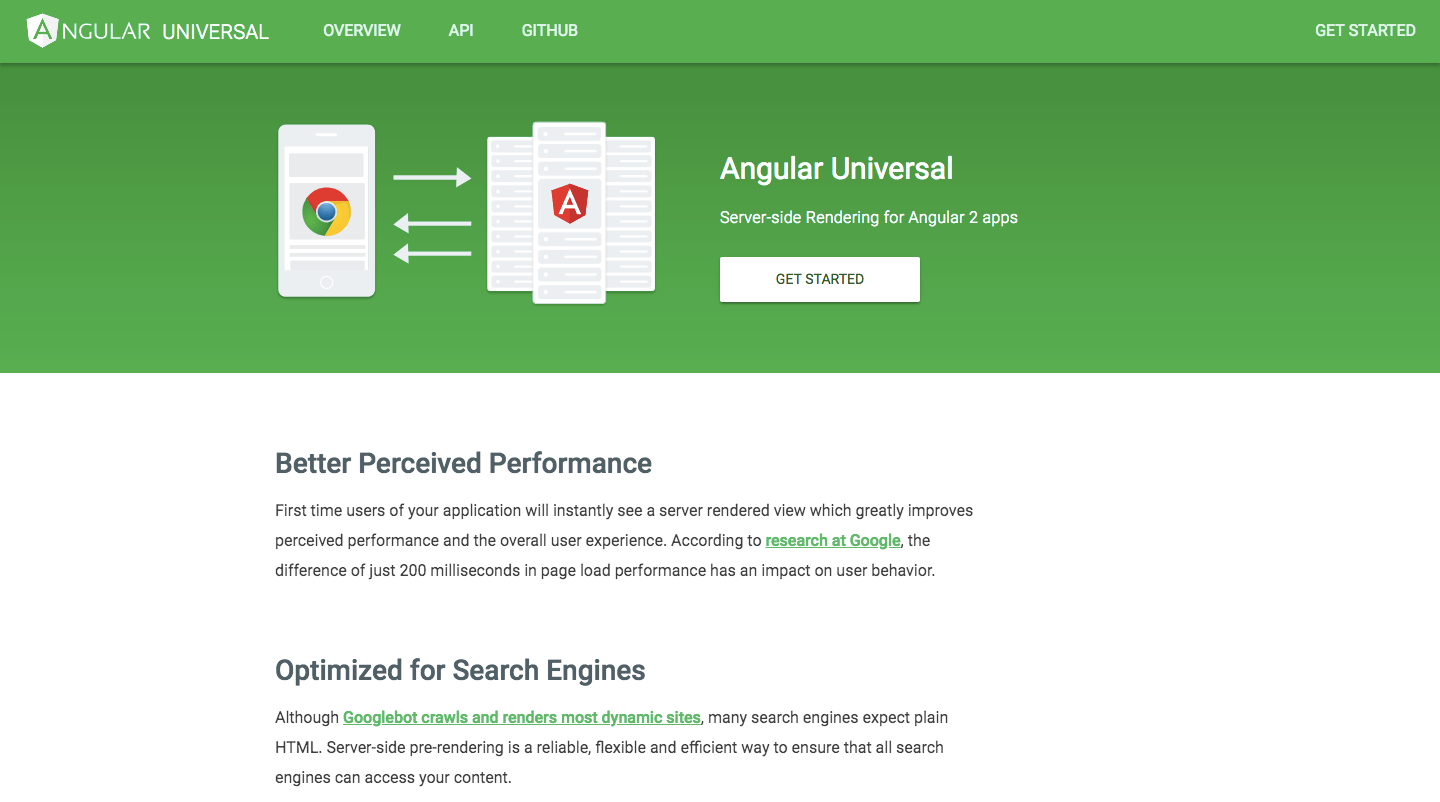 ANGULAR UNIVERSAL OVERVIEW API GITHUB GET STARTED
A
Angular Universal
Server-side Rendering for Angular 2 apps
GET STARTED
Better Perceived Performance
First time users of your application will instantly see a server rendered view which greatly improves
perceived performance and the overall user experience. According to research at Google, the
difference of just 200 milliseconds in page load performance has an impact on user behavior.
Optimized for Search Engines
Although Googlebot crawls and renders most dynamic sites, many search engines expect plain
HTML. Server-side pre-rendering is a reliable, flexible and efficient way to ensure that all search
engines can access your content.